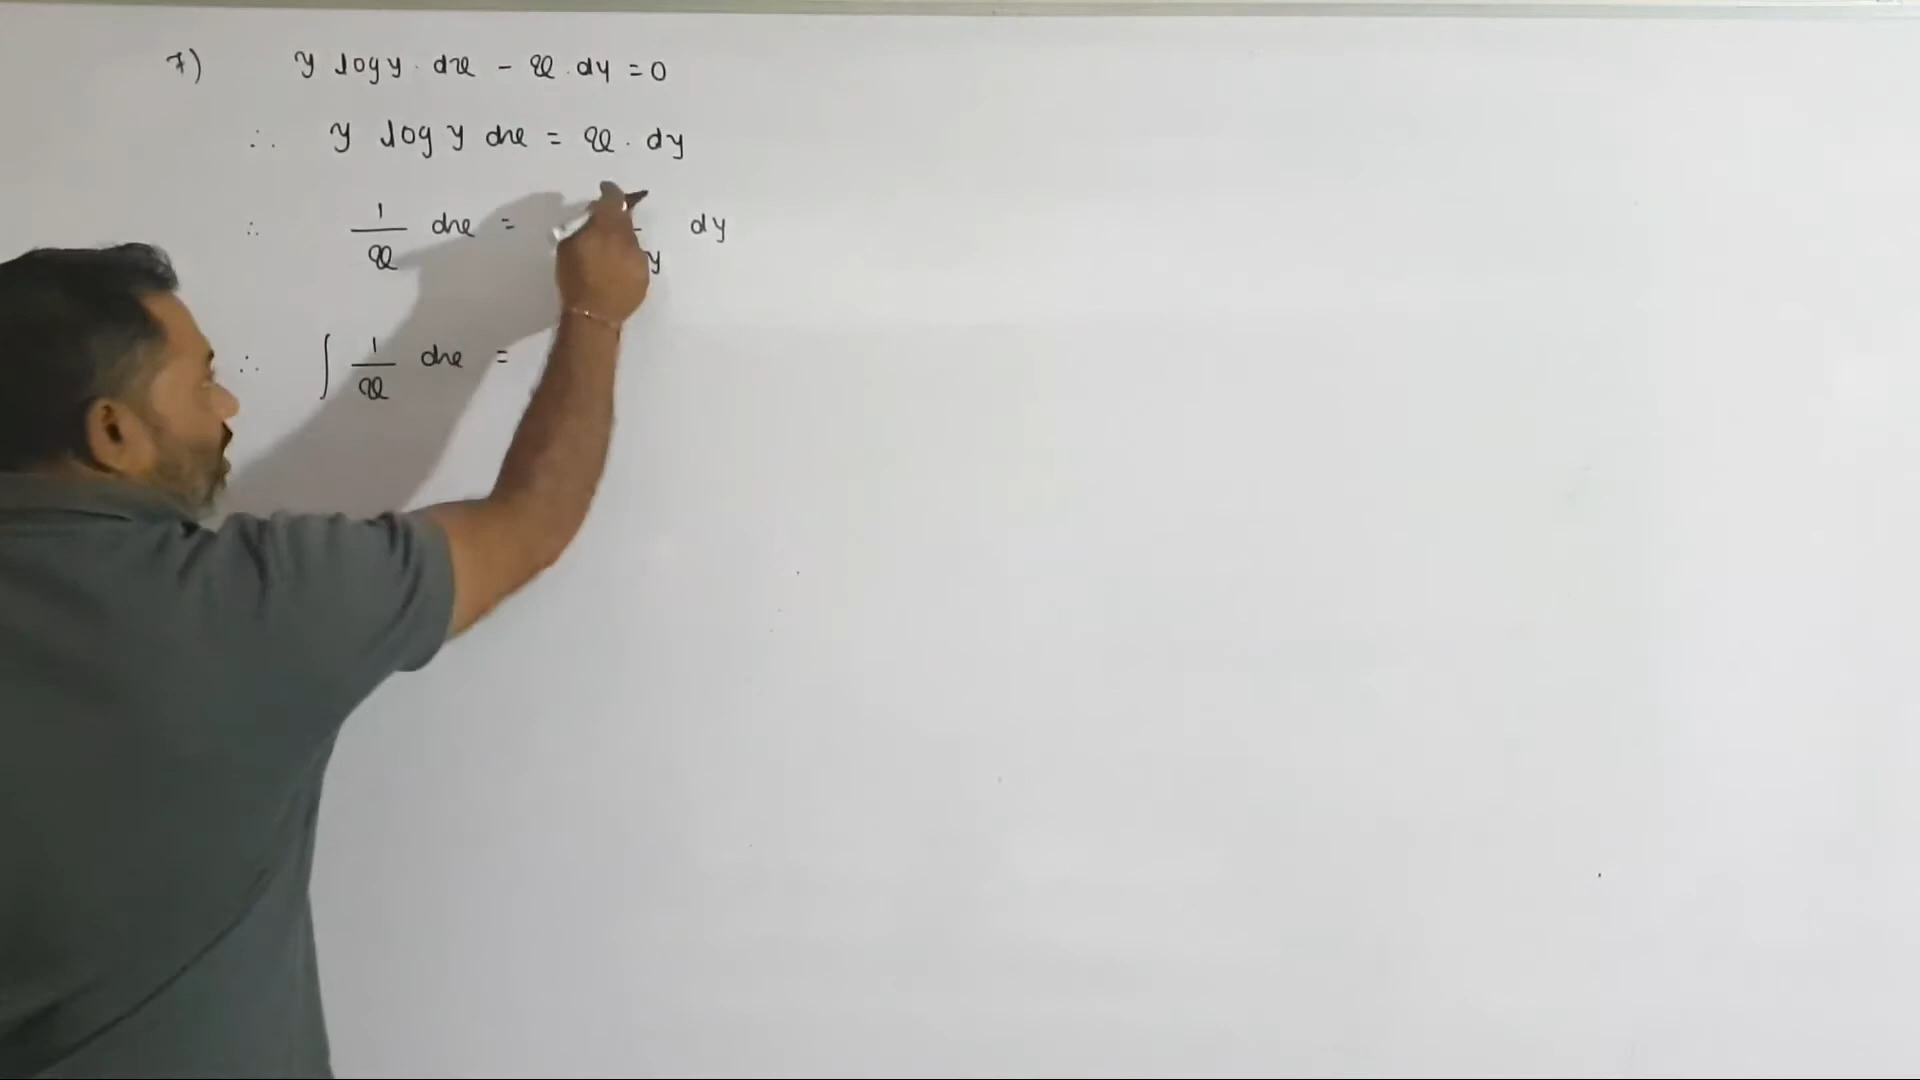 7) y log y · dx - x · dy = 0
∴ y log y dx = x · dy
∴ 1/x dx = y dy
∴ ∫ 1/x dx =